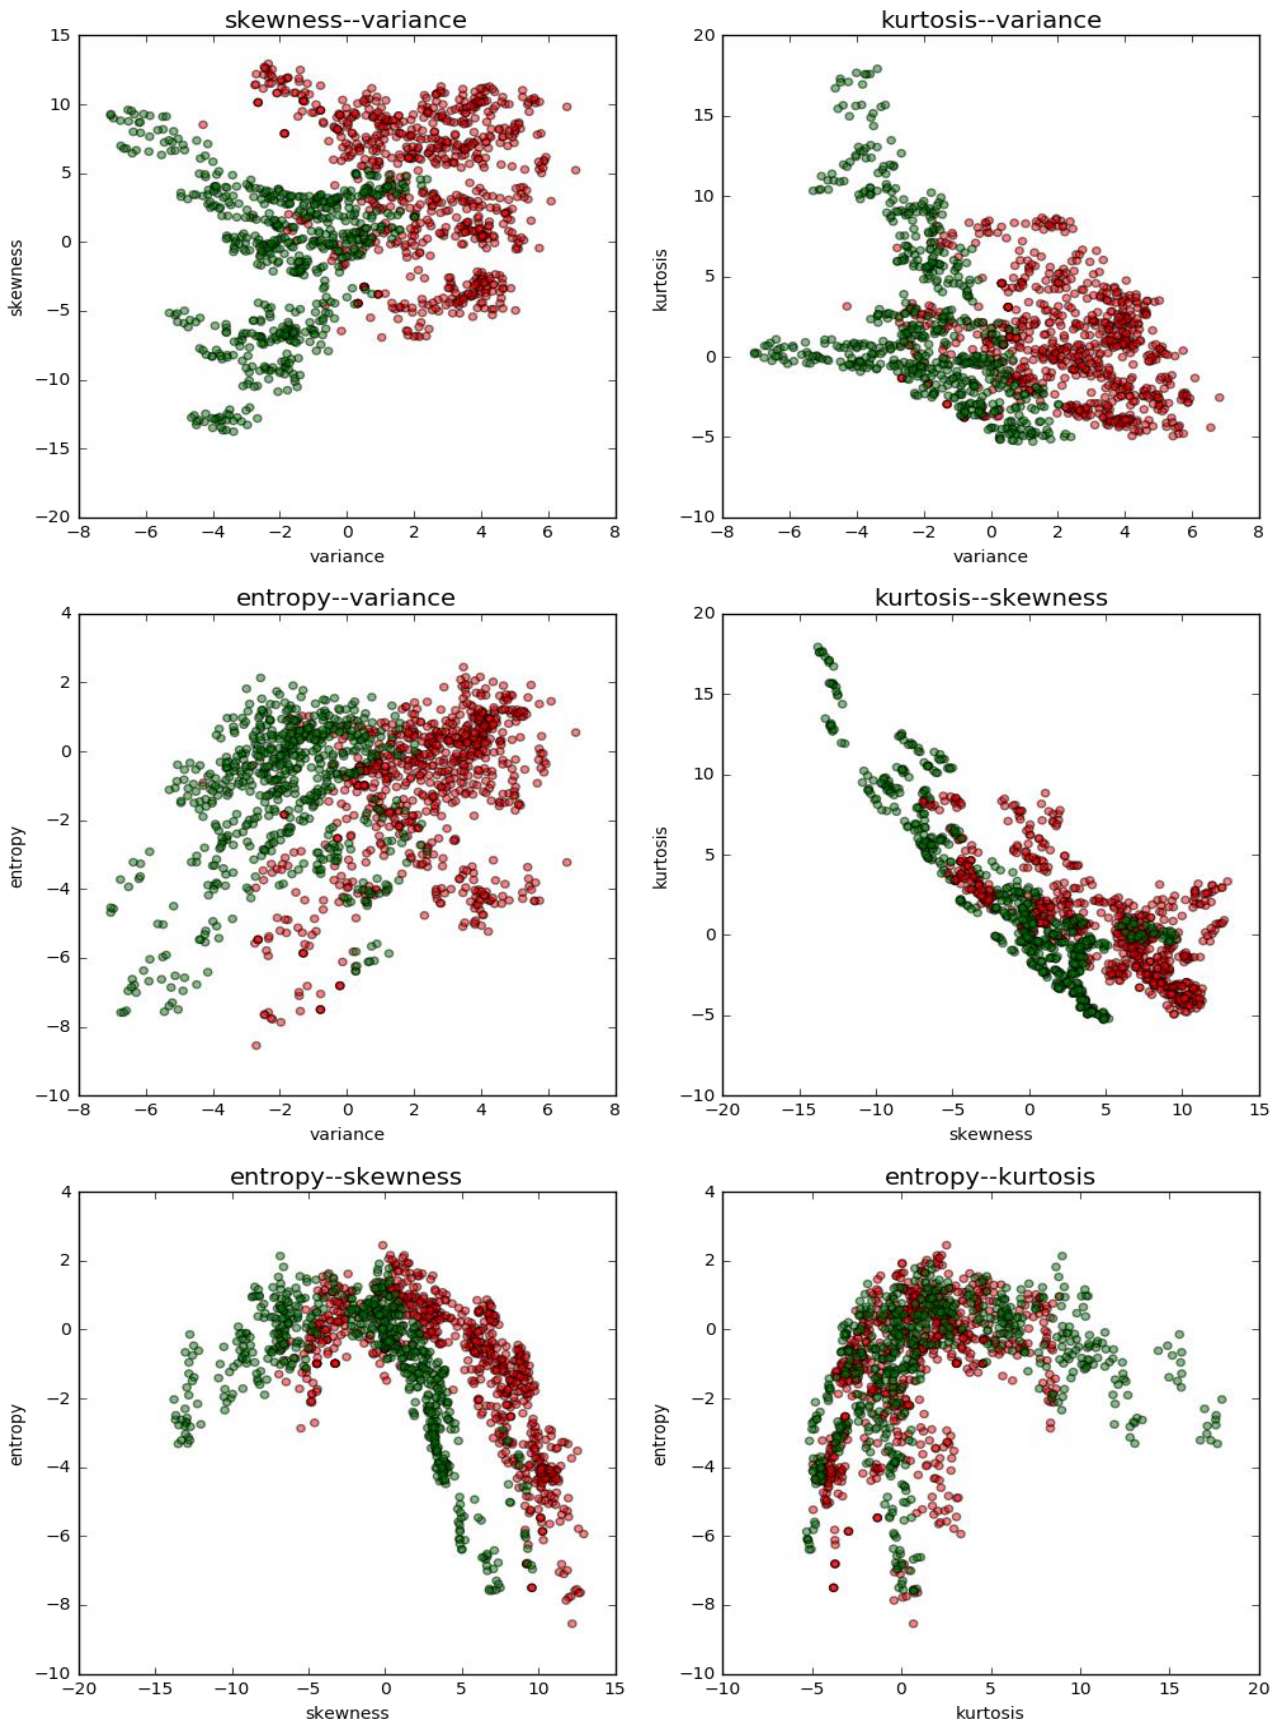 skewness--variance
15
10
5
0
−5
−10
−15
−20
skewness
−8 −6 −4 −2 0 2 4 6 8
variance
kurtosis--variance
20
15
10
5
0
−5
−10
kurtosis
−8 −6 −4 −2 0 2 4 6 8
variance
entropy--variance
4
2
0
−2
−4
−6
−8
−10
entropy
−8 −6 −4 −2 0 2 4 6 8
variance
kurtosis--skewness
20
15
10
5
0
−5
−10
kurtosis
−20 −15 −10 −5 0 5 10 15
skewness
entropy--skewness
4
2
0
−2
−4
−6
−8
−10
entropy
−20 −15 −10 −5 0 5 10 15
skewness
entropy--kurtosis
4
2
0
−2
−4
−6
−8
−10
entropy
−10 −5 0 5 10 15 20
kurtosis